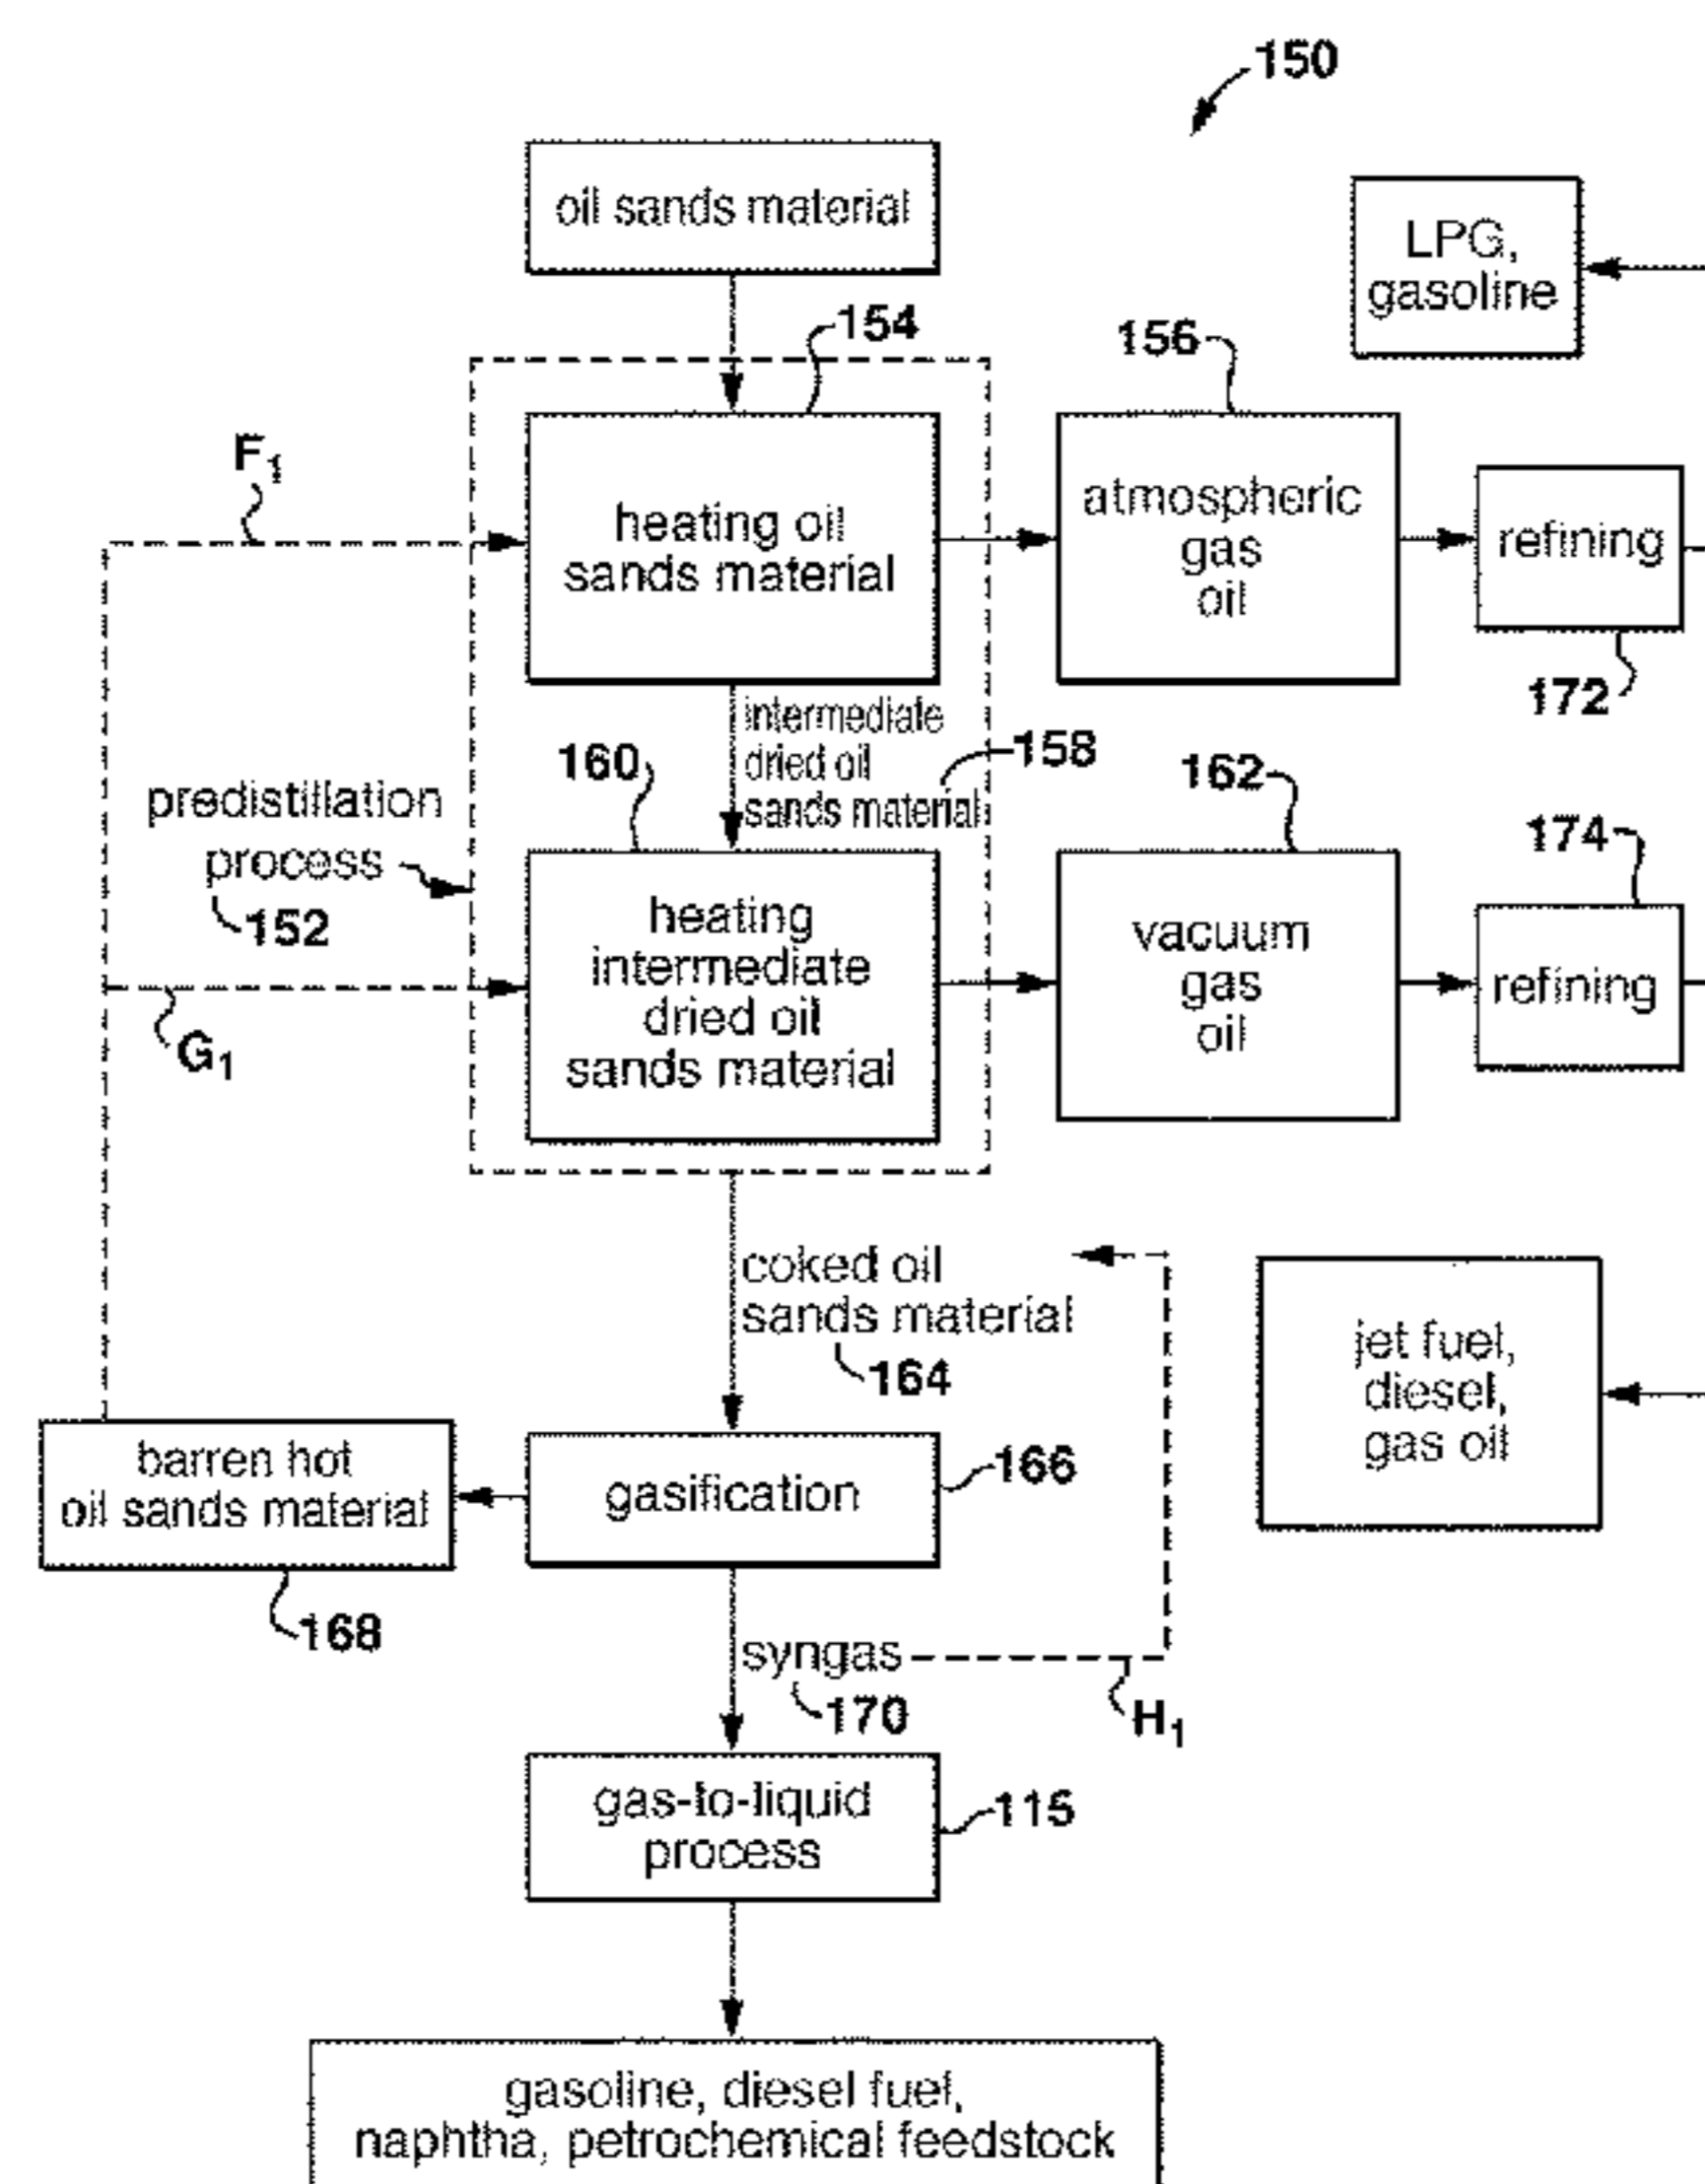 150
oil sands material
LPG,
gasoline
154
156
F1
heating oil
sands material
atmospheric
gas
oil
refining
172
intermediate
dried oil
sands material
158
160
162
174
predistillation
process
152
heating
intermediate
dried oil
sands material
vacuum
gas
oil
refining
G1
coked oil
sands material
164
jet fuel,
diesel,
gas oil
barren hot
oil sands material
168
gasification
166
syngas
170
H1
gas-to-liquid
process
115
gasoline, diesel fuel,
naphtha, petrochemical feedstock